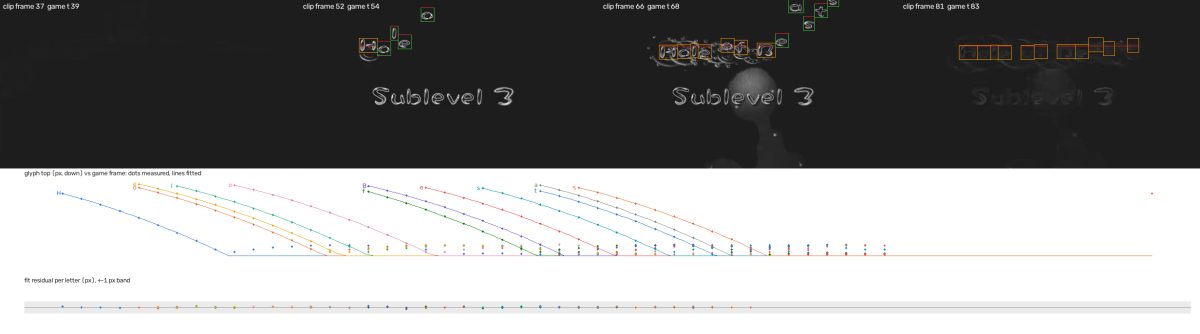 clip frame 37 game t 39
clip frame 52 game t 54
clip frame 66 game t 68
clip frame 81 game t 83
Sublevel 3
Sublevel 3
Sublevel 3
glyph top (px, down) vs game frame: dots measured, lines fitted
fit residual per letter (px), +-1 px band